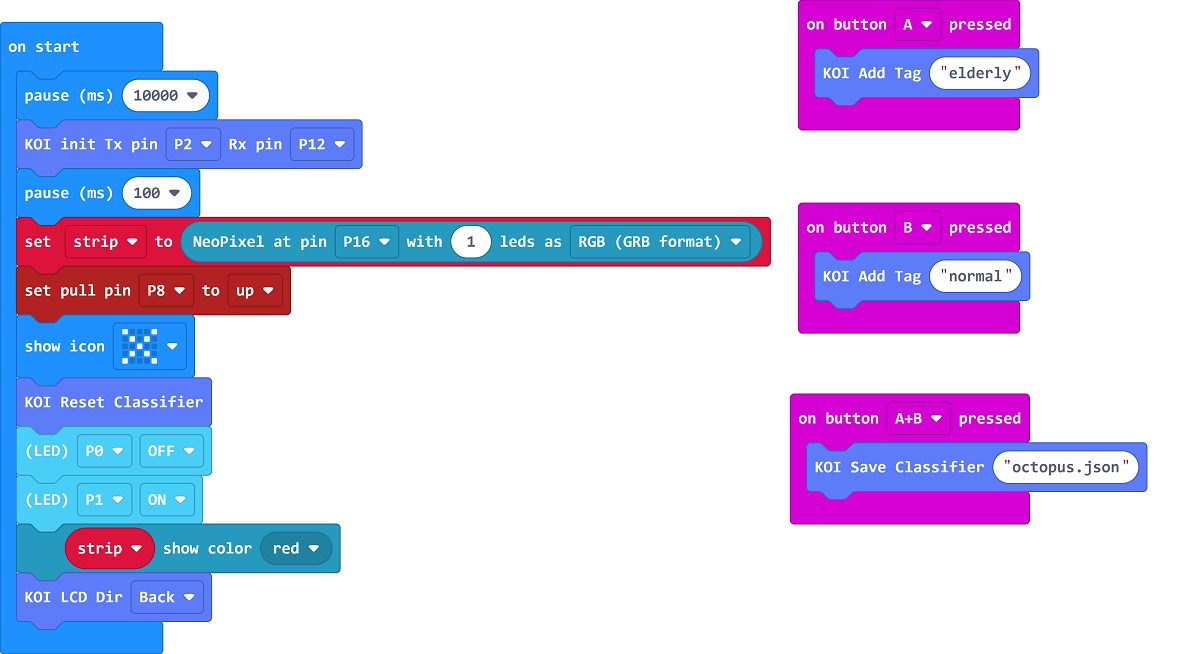 on start
pause (ms) 10000
KOI init Tx pin P2 Rx pin P12
pause (ms) 100
set strip to NeoPixel at pin P16 with 1 leds as RGB (GRB format)
set pull pin P8 to up
show icon
KOI Reset Classifier
(LED) P0 OFF
(LED) P1 ON
strip show color red
KOI LCD Dir Back
on button A pressed
KOI Add Tag "elderly"
on button B pressed
KOI Add Tag "normal"
on button A+B pressed
KOI Save Classifier "octopus.json"